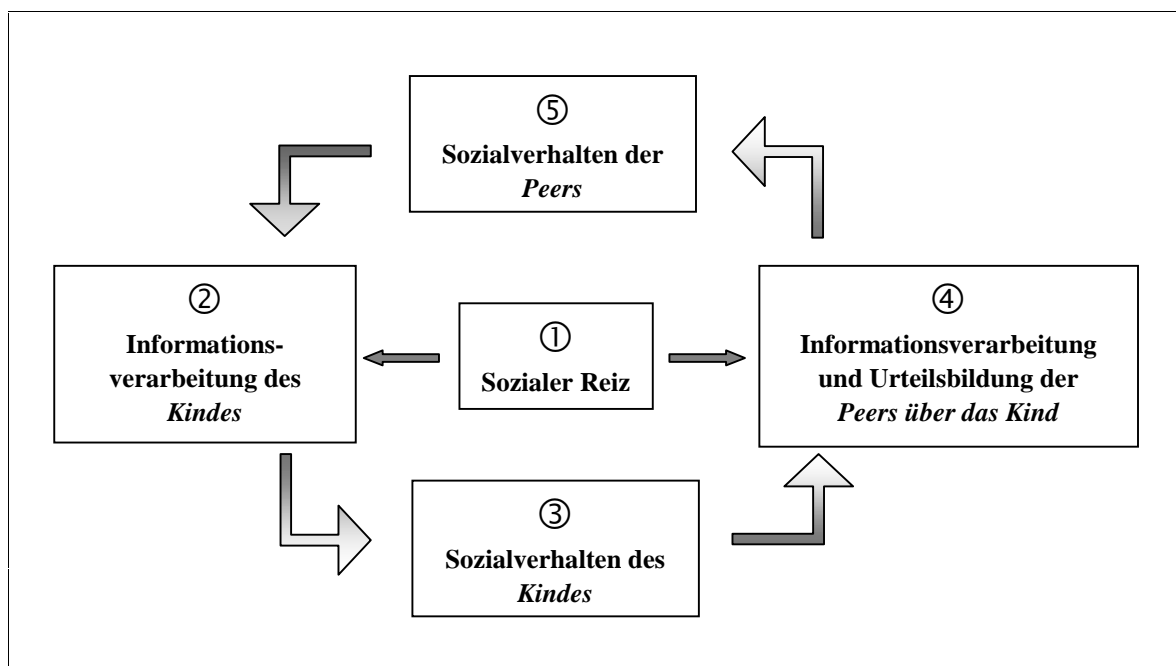 ⑤
Sozialverhalten der
Peers
②
Informations-
verarbeitung des
Kindes
①
Sozialer Reiz
④
Informationsverarbeitung
und Urteilsbildung der
Peers über das Kind
③
Sozialverhalten des
Kindes